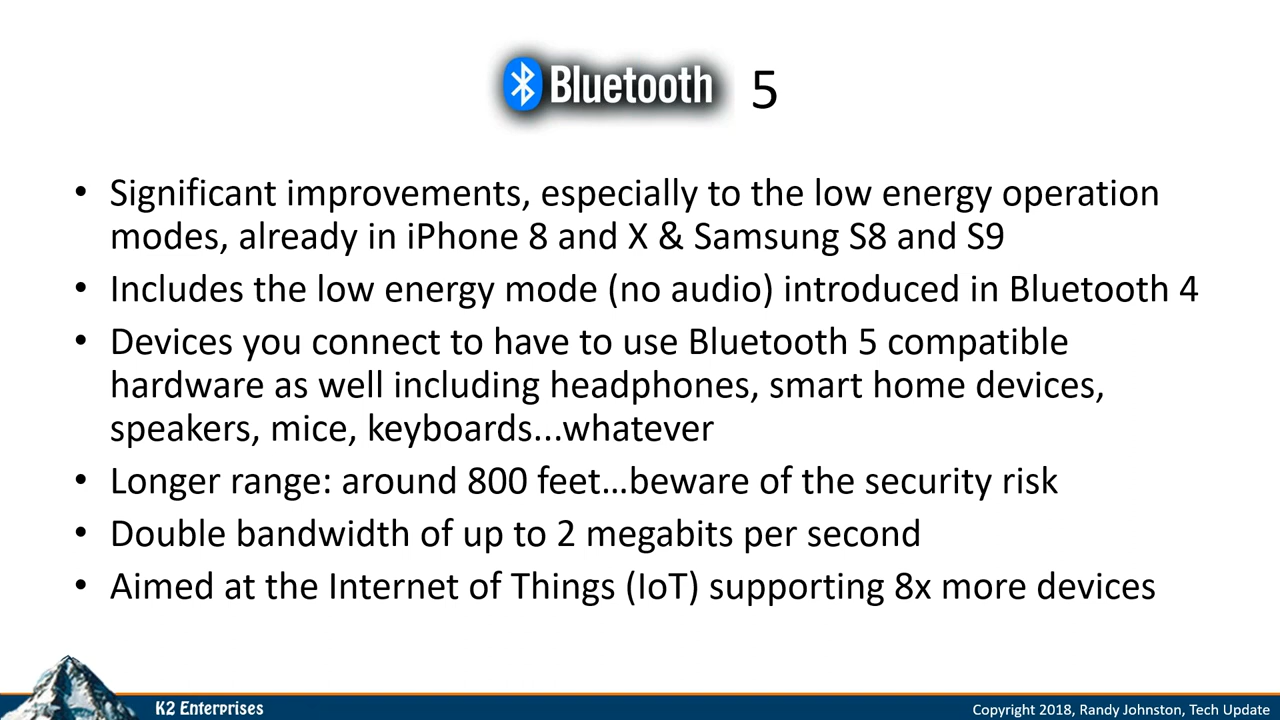 Bluetooth 5
• Significant improvements, especially to the low energy operation
modes, already in iPhone 8 and X & Samsung S8 and S9
• Includes the low energy mode (no audio) introduced in Bluetooth 4
• Devices you connect to have to use Bluetooth 5 compatible
hardware as well including headphones, smart home devices,
speakers, mice, keyboards...whatever
• Longer range: around 800 feet...beware of the security risk
• Double bandwidth of up to 2 megabits per second
• Aimed at the Internet of Things (IoT) supporting 8x more devices
K2 Enterprises
Copyright 2018, Randy Johnston, Tech Update